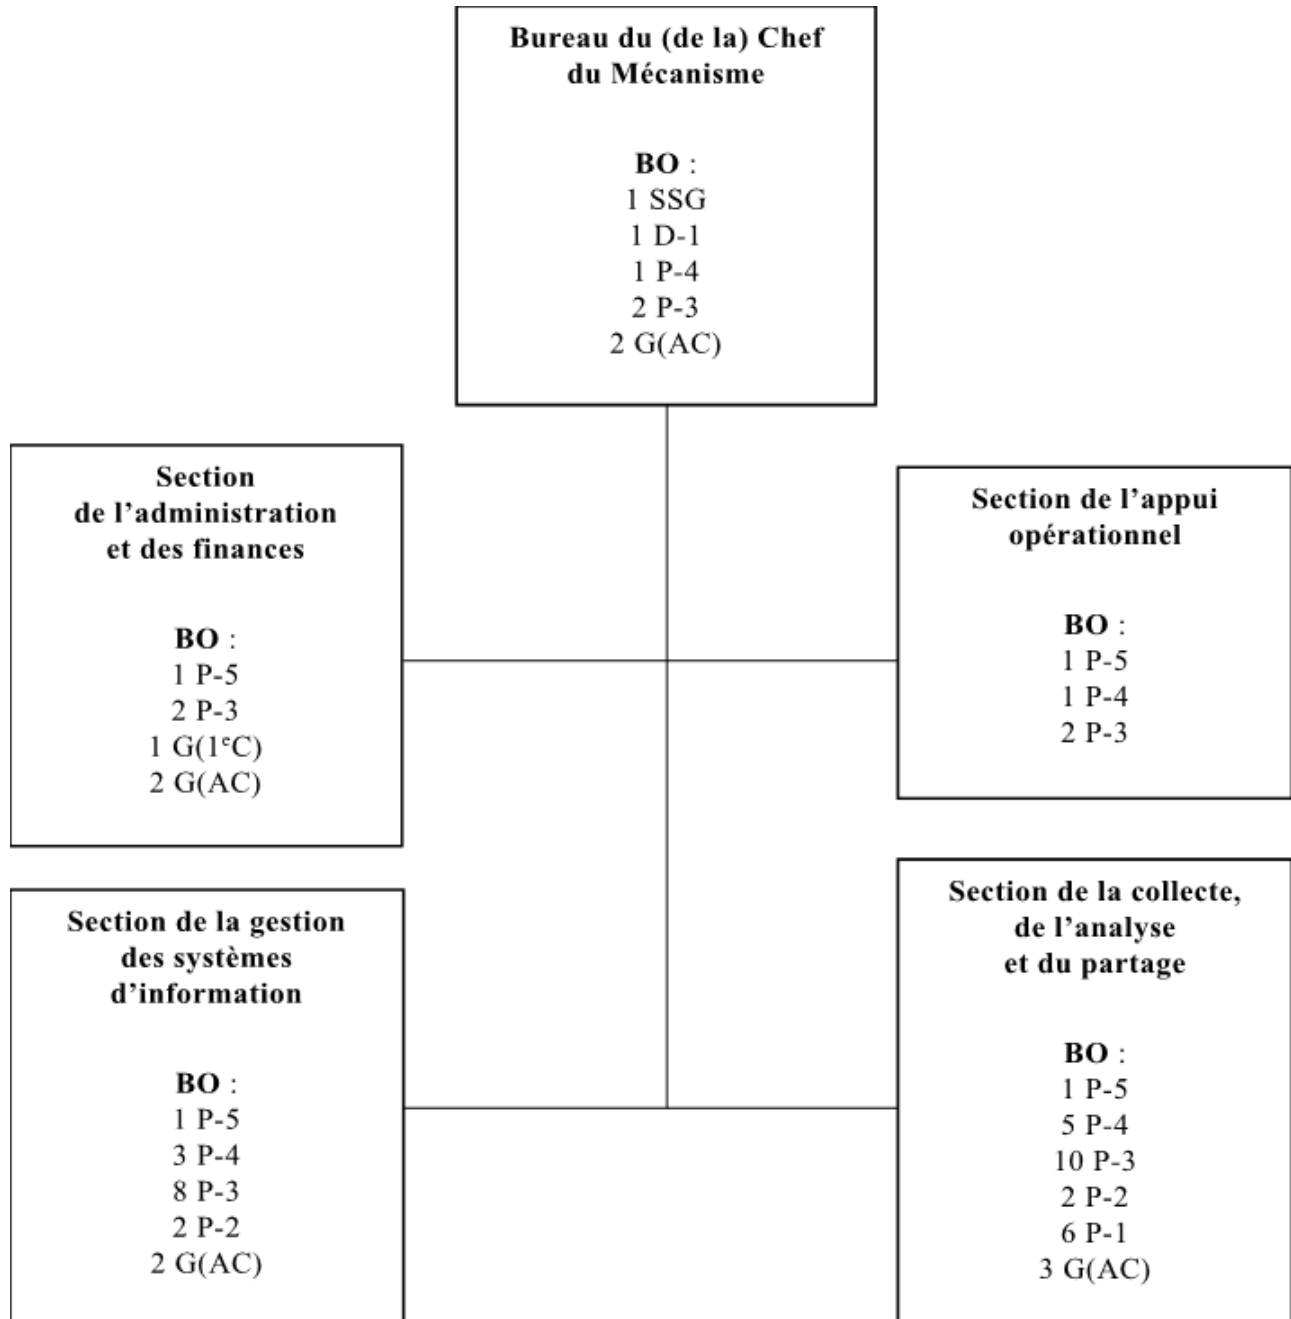 Bureau du (de la) Chef
du Mécanisme
BO :
1 SSG
1 D-1
1 P-4
2 P-3
2 G(AC)
Section
de l’administration
et des finances
BO :
1 P-5
2 P-3
1 G(1ᵉC)
2 G(AC)
Section de l’appui
opérationnel
BO :
1 P-5
1 P-4
2 P-3
Section de la gestion
des systèmes
d’information
BO :
1 P-5
3 P-4
8 P-3
2 P-2
2 G(AC)
Section de la collecte,
de l’analyse
et du partage
BO :
1 P-5
5 P-4
10 P-3
2 P-2
6 P-1
3 G(AC)